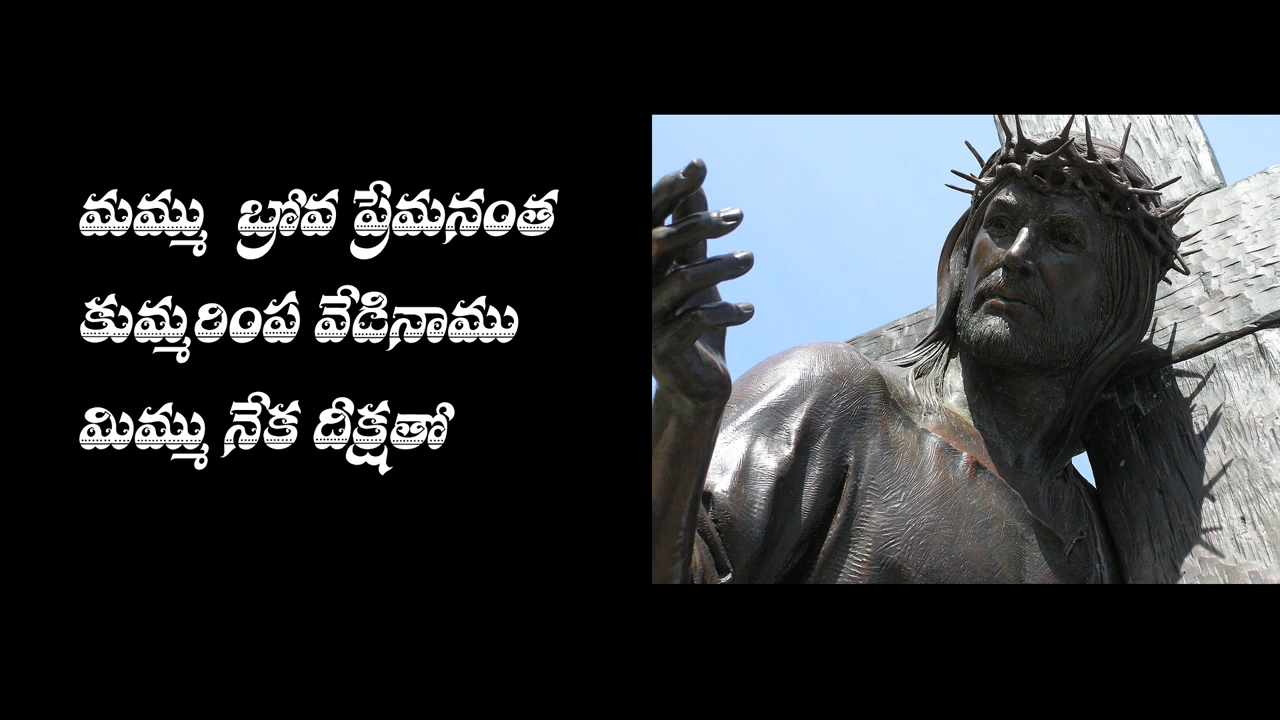 మమ్ము బ్రోవ ప్రేమనంత
కుమ్మరింప వేడినాము
మిమ్ము నేక దీక్షతో